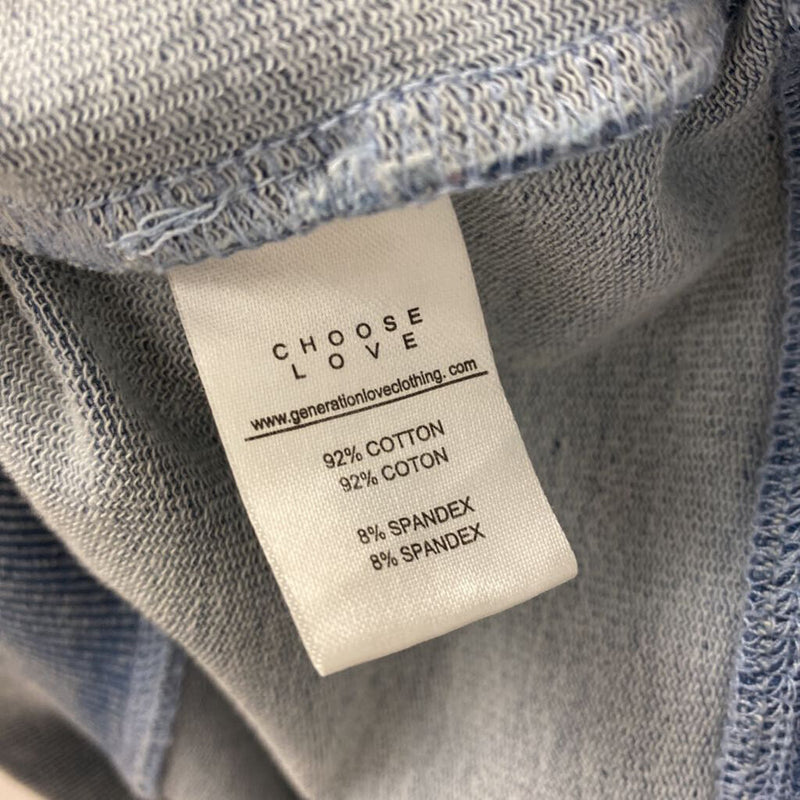 CHOOSE
LOVE
www.generationloveclothing. com
92% COTTON
92% COTON
8% SPANDEX
8% SPANDEX